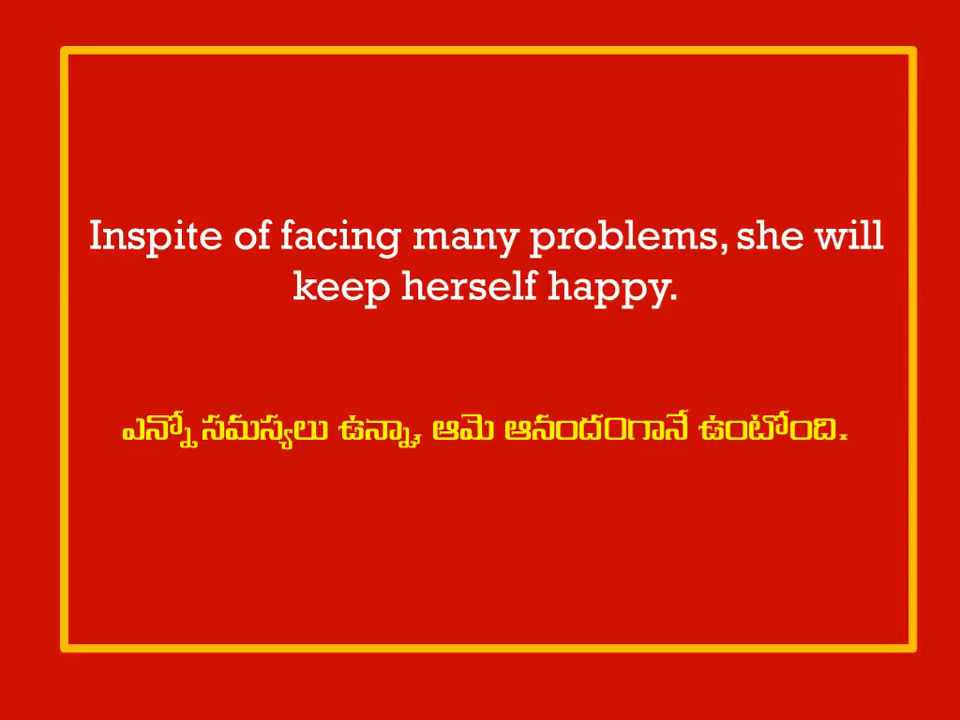 Inspite of facing many problems, she will
keep herself happy.
ఎన్నో సమస్యలు ఉన్నా, ఆమె ఆనందంగానే ఉంటోంది.